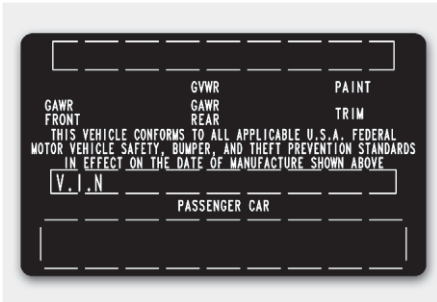 GVWR PAINT
GAWR FRONT GAWR REAR TRIM
THIS VEHICLE CONFORMS TO ALL APPLICABLE U.S.A. FEDERAL
MOTOR VEHICLE SAFETY, BUMPER, AND THEFT PREVENTION STANDARDS
IN EFFECT ON THE DATE OF MANUFACTURE SHOWN ABOVE
V.I.N
PASSENGER CAR